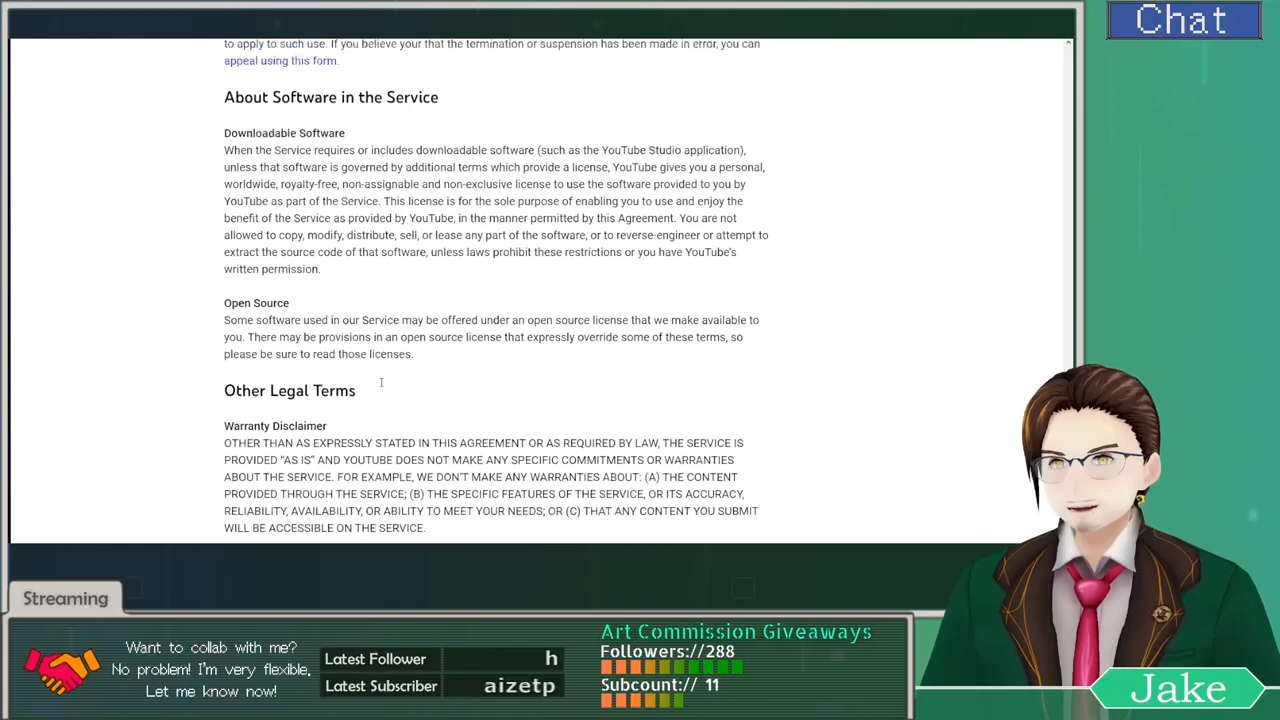 Chat
to apply to such use. If you believe your that the termination or suspension has been made in error, you can
appeal using this form.
About Software in the Service
Downloadable Software
When the Service requires or includes downloadable software (such as the YouTube Studio application),
unless that software is governed by additional terms which provide a license, YouTube gives you a personal,
worldwide, royalty-free, non-assignable and non-exclusive license to use the software provided to you by
YouTube as part of the Service. This license is for the sole purpose of enabling you to use and enjoy the
benefit of the Service as provided by YouTube, in the manner permitted by this Agreement. You are not
allowed to copy, modify, distribute, sell, or lease any part of the software, or to reverse-engineer or attempt to
extract the source code of that software, unless laws prohibit these restrictions or you have YouTube's
written permission.
Open Source
Some software used in our Service may be offered under an open source license that we make available to
you. There may be provisions in an open source license that expressly override some of these terms, so
please be sure to read those licenses.
Other Legal Terms
Warranty Disclaimer
OTHER THAN AS EXPRESSLY STATED IN THIS AGREEMENT OR AS REQUIRED BY LAW, THE SERVICE IS
PROVIDED “AS IS” AND YOUTUBE DOES NOT MAKE ANY SPECIFIC COMMITMENTS OR WARRANTIES
ABOUT THE SERVICE. FOR EXAMPLE, WE DON'T MAKE ANY WARRANTIES ABOUT: (A) THE CONTENT
PROVIDED THROUGH THE SERVICE; (B) THE SPECIFIC FEATURES OF THE SERVICE, OR ITS ACCURACY,
RELIABILITY, AVAILABILITY, OR ABILITY TO MEET YOUR NEEDS; OR (C) THAT ANY CONTENT YOU SUBMIT
WILL BE ACCESSIBLE ON THE SERVICE.
Streaming
Want to collab with me?
No problem! I'm very flexible.
Let me know now!
Latest Follower h
Latest Subscriber aizetp
Art Commission Giveaways
Followers://288
Subcount:// 11
Jake